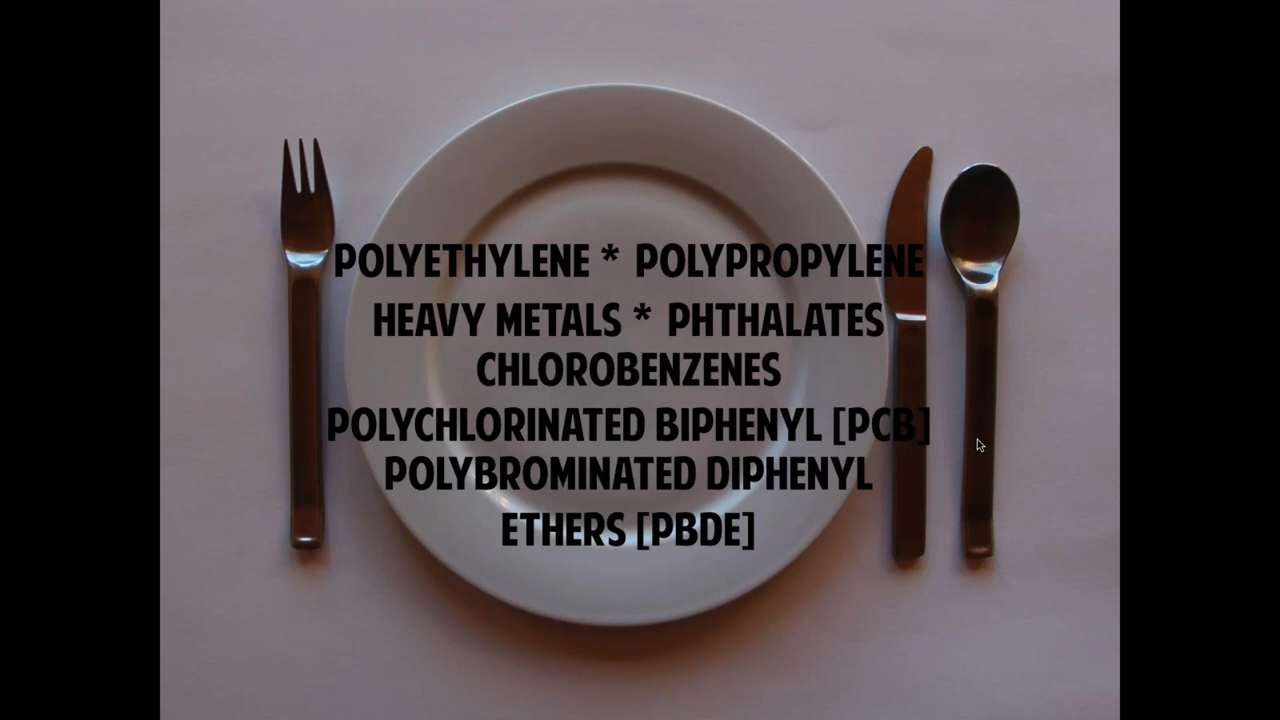 POLYETHYLENE * POLYPROPYLENE
HEAVY METALS * PHTHALATES
CHLOROBENZENES
POLYCHLORINATED BIPHENYL [PCB]
POLYBROMINATED DIPHENYL
ETHERS [PBDE]